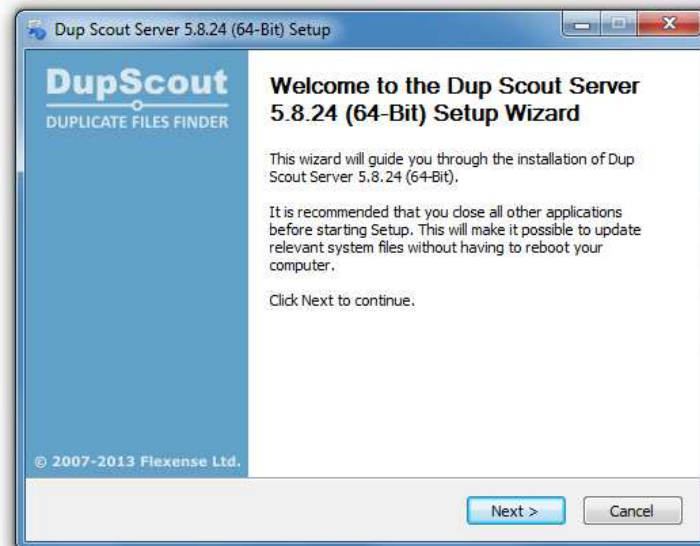 Dup Scout Server 5.8.24 (64-Bit) Setup
DupScout
DUPLICATE FILES FINDER
Welcome to the Dup Scout Server
5.8.24 (64-Bit) Setup Wizard
This wizard will guide you through the installation of Dup
Scout Server 5.8.24 (64-Bit).
It is recommended that you close all other applications
before starting Setup. This will make it possible to update
relevant system files without having to reboot your
computer.
Click Next to continue.
© 2007-2013 Flexense Ltd.
Next >
Cancel